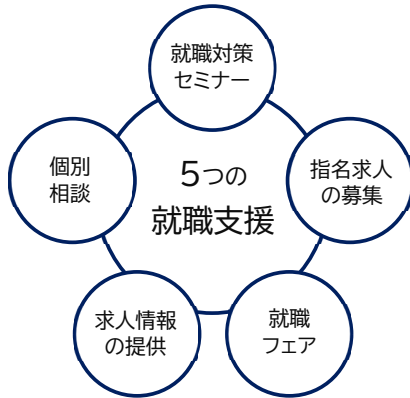 就職対策
セミナー
個別
相談
5つの
就職支援
指名求人
の募集
求人情報
の提供
就職
フェア